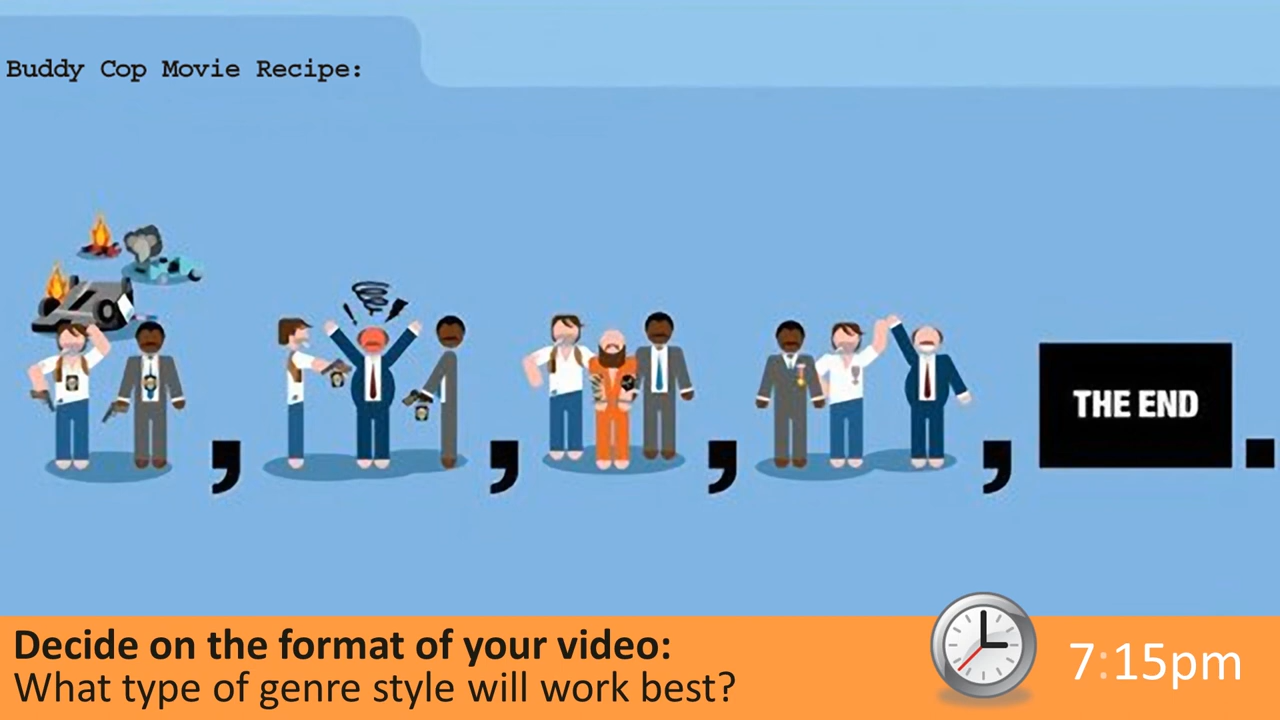 Buddy Cop Movie Recipe:
, , , , THE END .
Decide on the format of your video:
What type of genre style will work best?
7:15pm